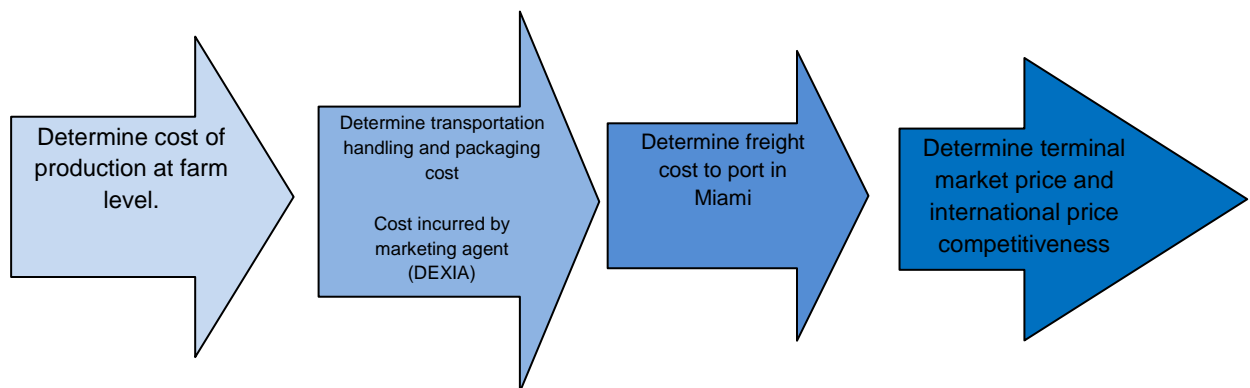 Determine cost of
production at farm
level.
Determine transportation
handling and packaging
cost
Cost incurred by
marketing agent
(DEXIA)
Determine freight
cost to port in
Miami
Determine terminal
market price and
international price
competitiveness